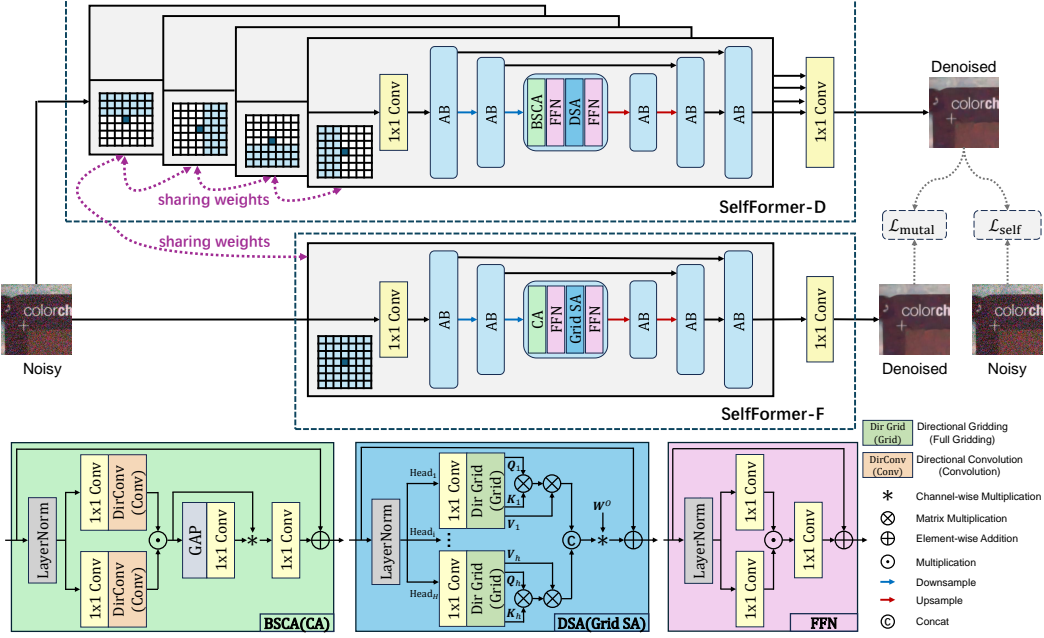 1x1 Conv
AB
AB
BSCA
FFN
DSA
FFN
AB
AB
AB
1x1 Conv
Denoised
colorch
sharing weights
SelfFormer-D
sharing weights
ℒmutal
ℒself
colorch
Noisy
1x1 Conv
AB
AB
CA
FFN
Grid SA
FFN
AB
AB
AB
1x1 Conv
colorch
Denoised
colorch
Noisy
SelfFormer-F
LayerNorm
1x1 Conv
DirConv
(Conv)
1x1 Conv
DirConv
(Conv)
GAP
1x1 Conv
1x1 Conv
BSCA(CA)
LayerNorm
Head1
Headi
HeadH
1x1 Conv
Dir Grid
(Grid)
Q1
K1
V1
1x1 Conv
Dir Grid
(Grid)
Vh
Qh
Kh
C
W^O
DSA(Grid SA)
LayerNorm
1x1 Conv
1x1 Conv
1x1 Conv
FFN
Dir Grid
(Grid)
Directional Gridding
(Full Gridding)
DirConv
(Conv)
Directional Convolution
(Convolution)
Channel-wise Multiplication
Matrix Multiplication
Element-wise Addition
Multiplication
Downsample
Upsample
C
Concat